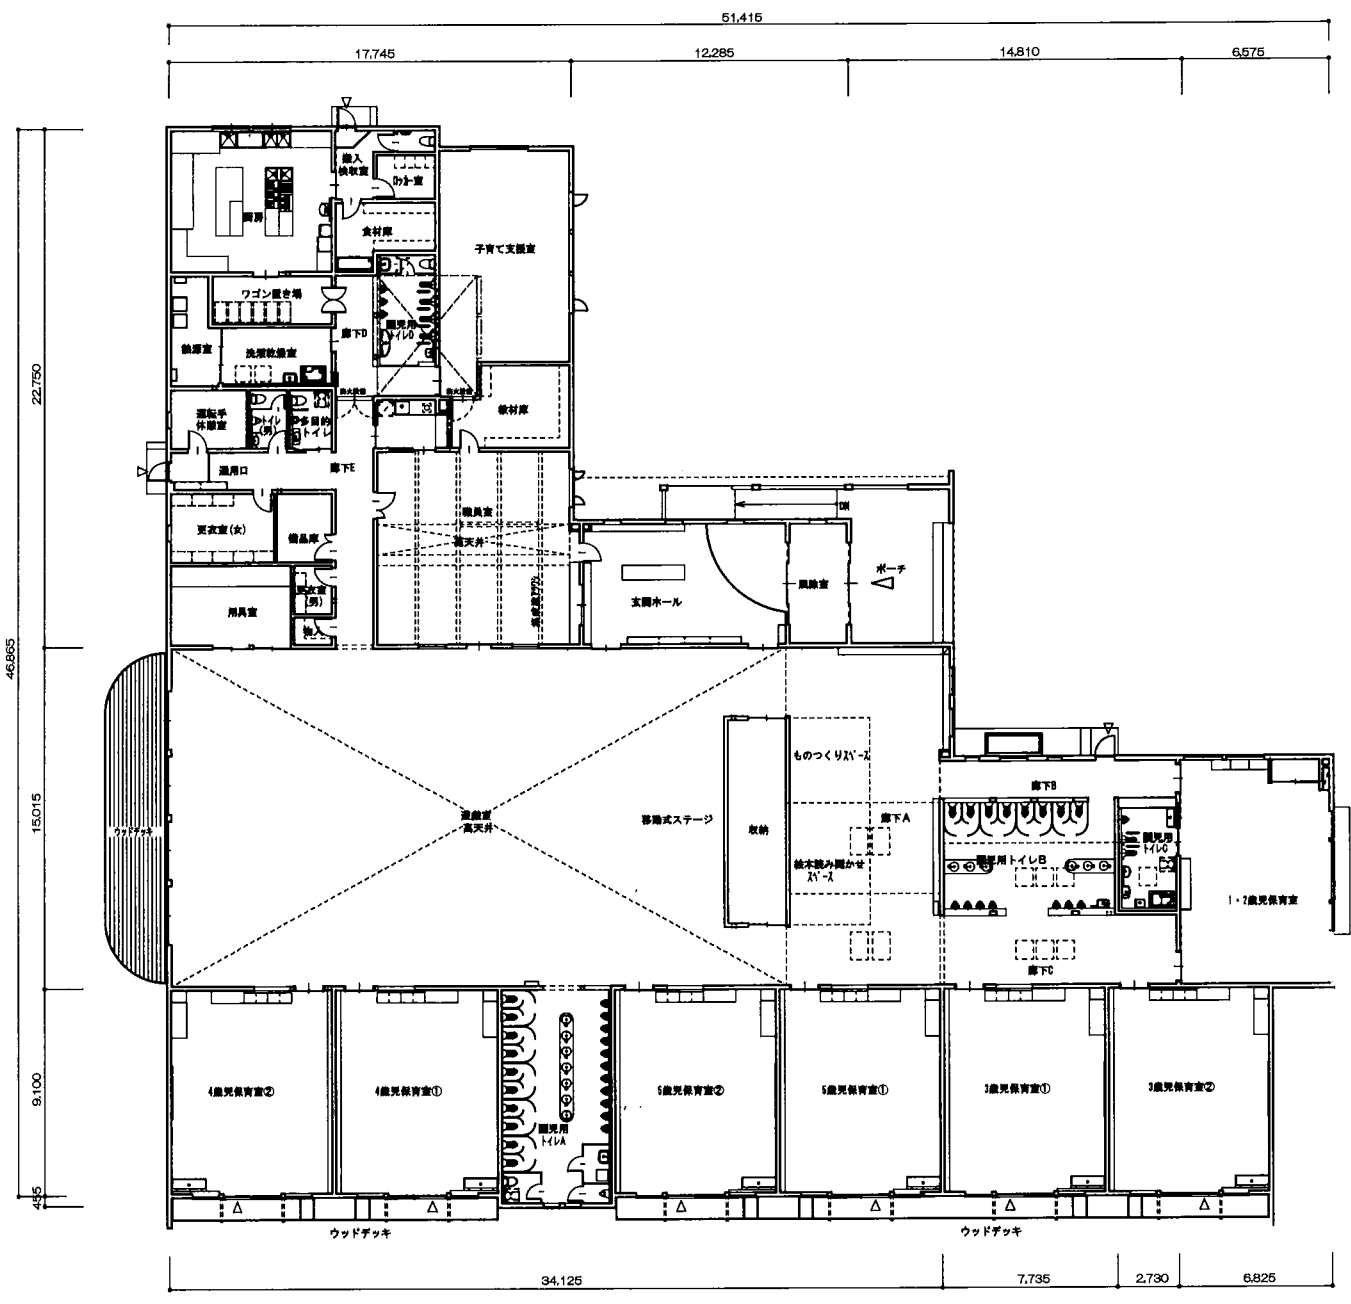 51,415
17,745
12,285
14,810
6,575
搬入
検収室
ロッカー室
厨房
食材庫
子育て支援室
ワゴン置き場
廊下D
園児用
トイレD
洗濯乾燥室
22,750
教材庫
運転手
休憩室
トイレ
(男)
多目的
トイレ
通用口
廊下E
職員室
高天井
DN
更衣室(女)
備品庫
風除室
ポーチ
更衣室
(男)
玄関ホール
用具室
物入
46,865
15,015
ウッドデッキ
遊戯室
高天井
移動式ステージ
収納
ものつくりスペース
廊下A
絵本読み聞かせ
スペース
廊下B
園児用トイレB
園児用
トイレC
1・2歳児保育室
廊下C
9,100
4歳児保育室②
4歳児保育室①
園児用
トイレA
5歳児保育室②
5歳児保育室①
3歳児保育室①
3歳児保育室②
455
ウッドデッキ
ウッドデッキ
34,125
7,735
2,730
6,825